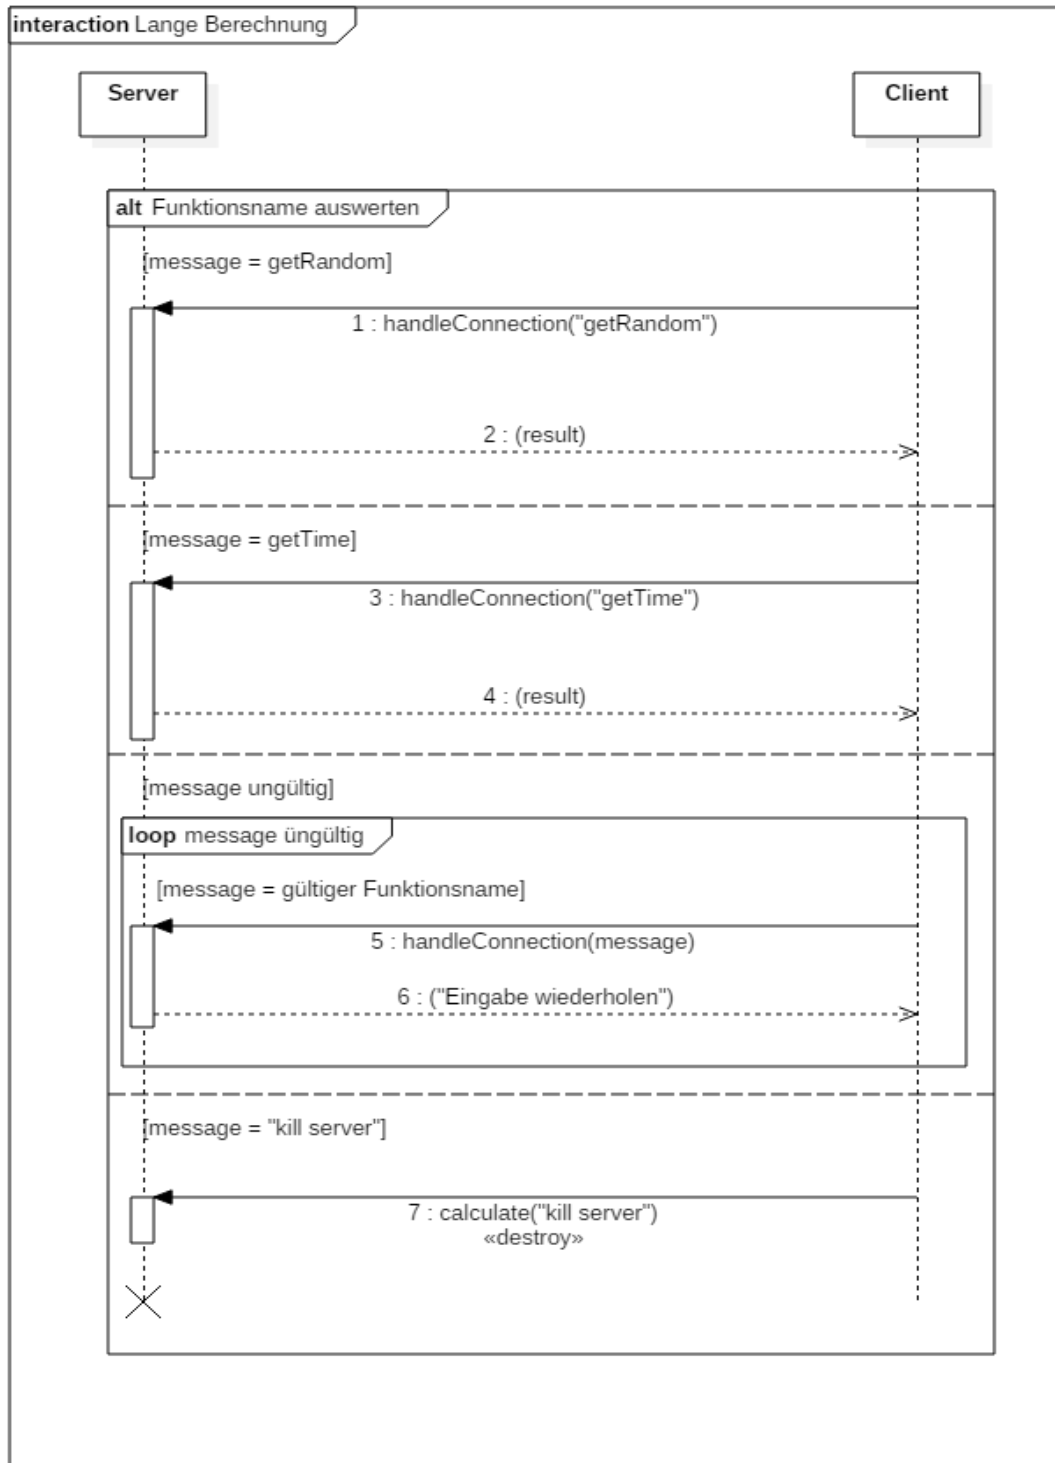 interaction Lange Berechnung
Server
Client
alt Funktionsname auswerten
[message = getRandom]
1 : handleConnection("getRandom")
2 : (result)
[message = getTime]
3 : handleConnection("getTime")
4 : (result)
[message ungültig]
loop message üngültig
[message = gültiger Funktionsname]
5 : handleConnection(message)
6 : ("Eingabe wiederholen")
[message = "kill server"]
7 : calculate("kill server")
«destroy»